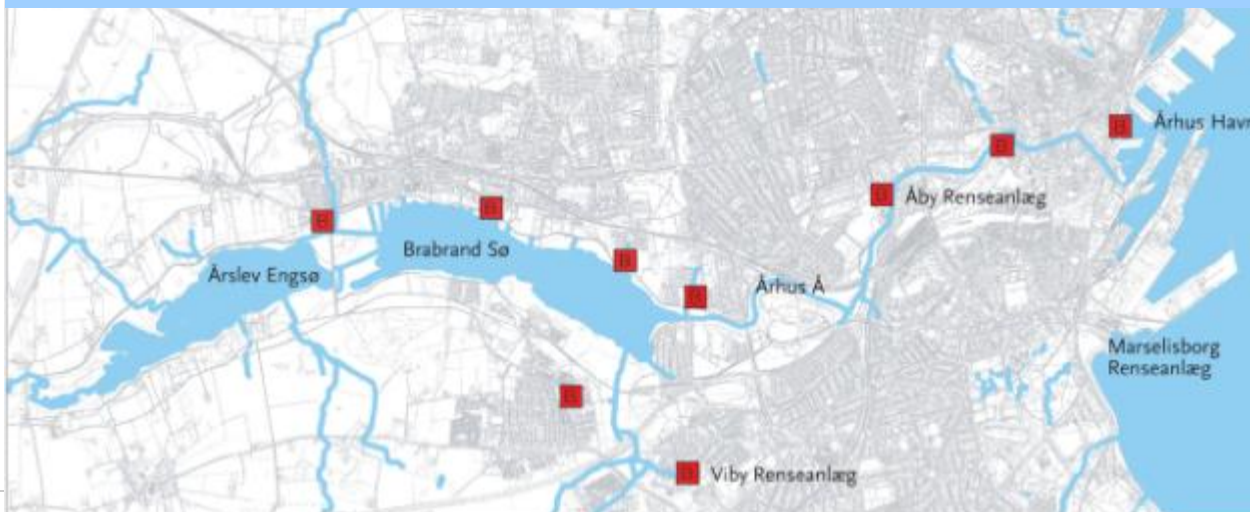 Århus Havn
Åby Renseanlæg
Brabrand Sø
Årslev Engsø
Århus Å
Marselisborg
Renseanlæg
Viby Renseanlæg